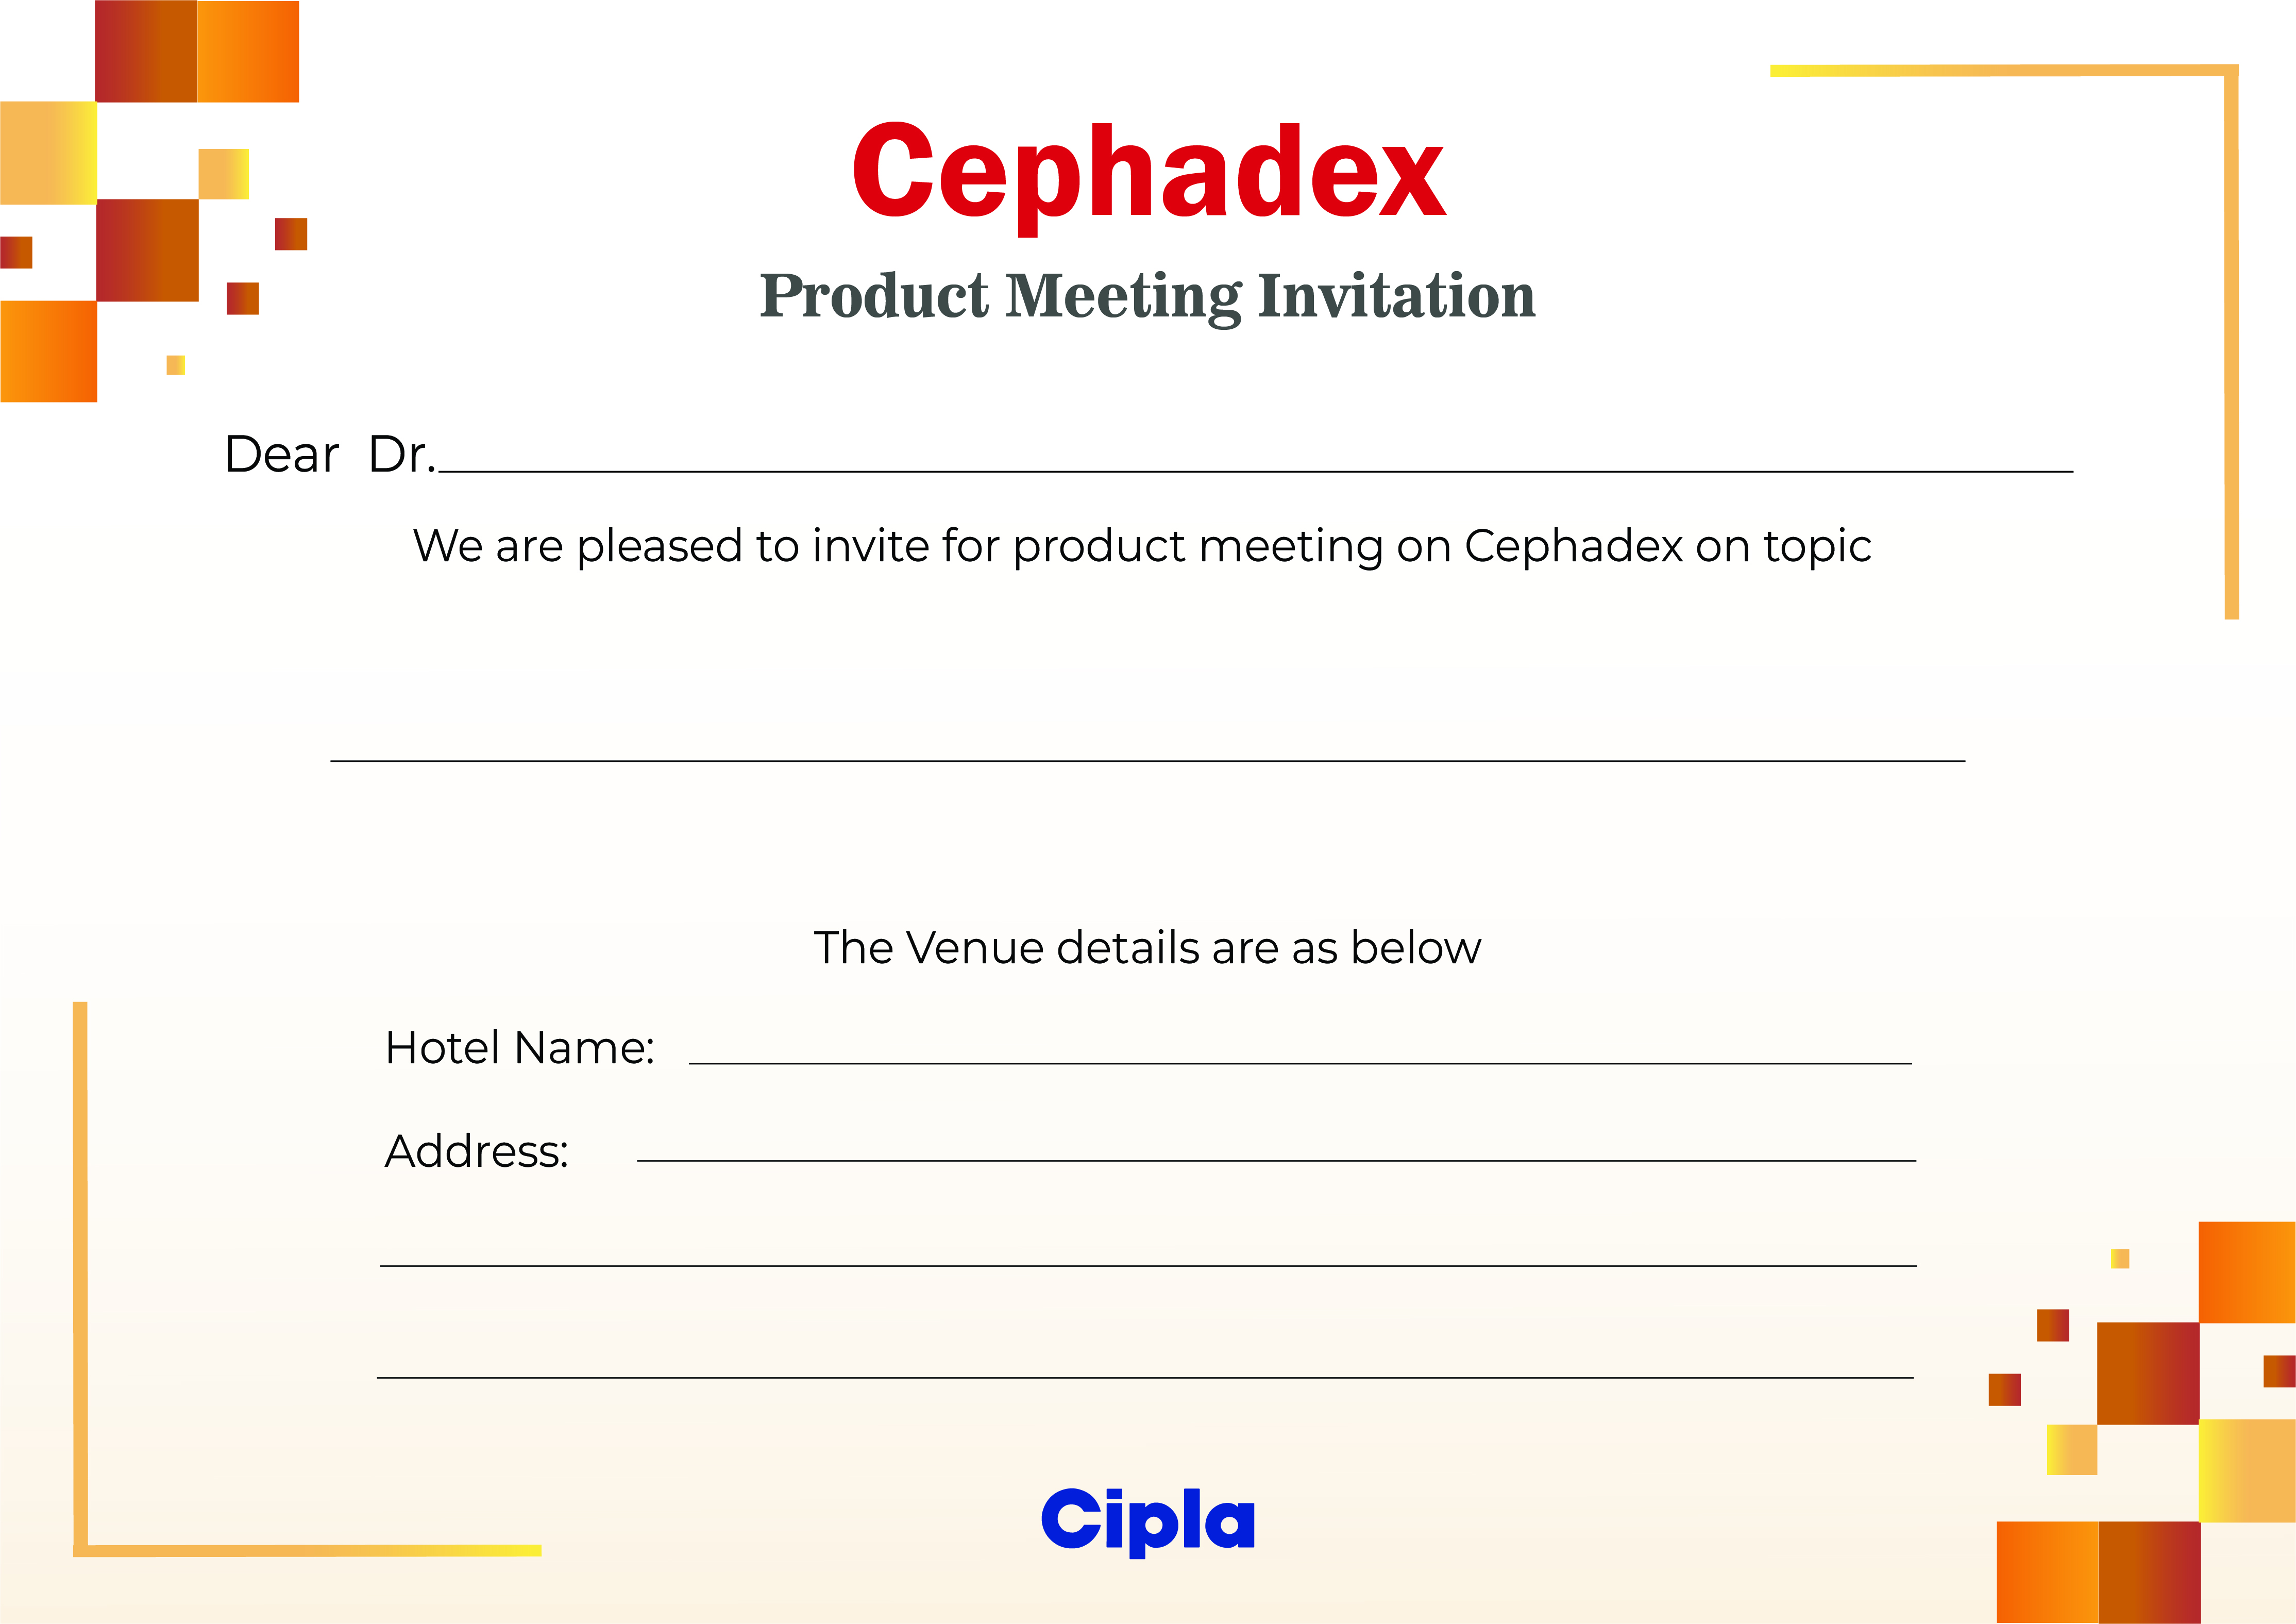 Cephadex
Product Meeting Invitation
Dear Dr.
We are pleased to invite for product meeting on Cephadex on topic
The Venue details are as below
Hotel Name:
Address:
Cipla